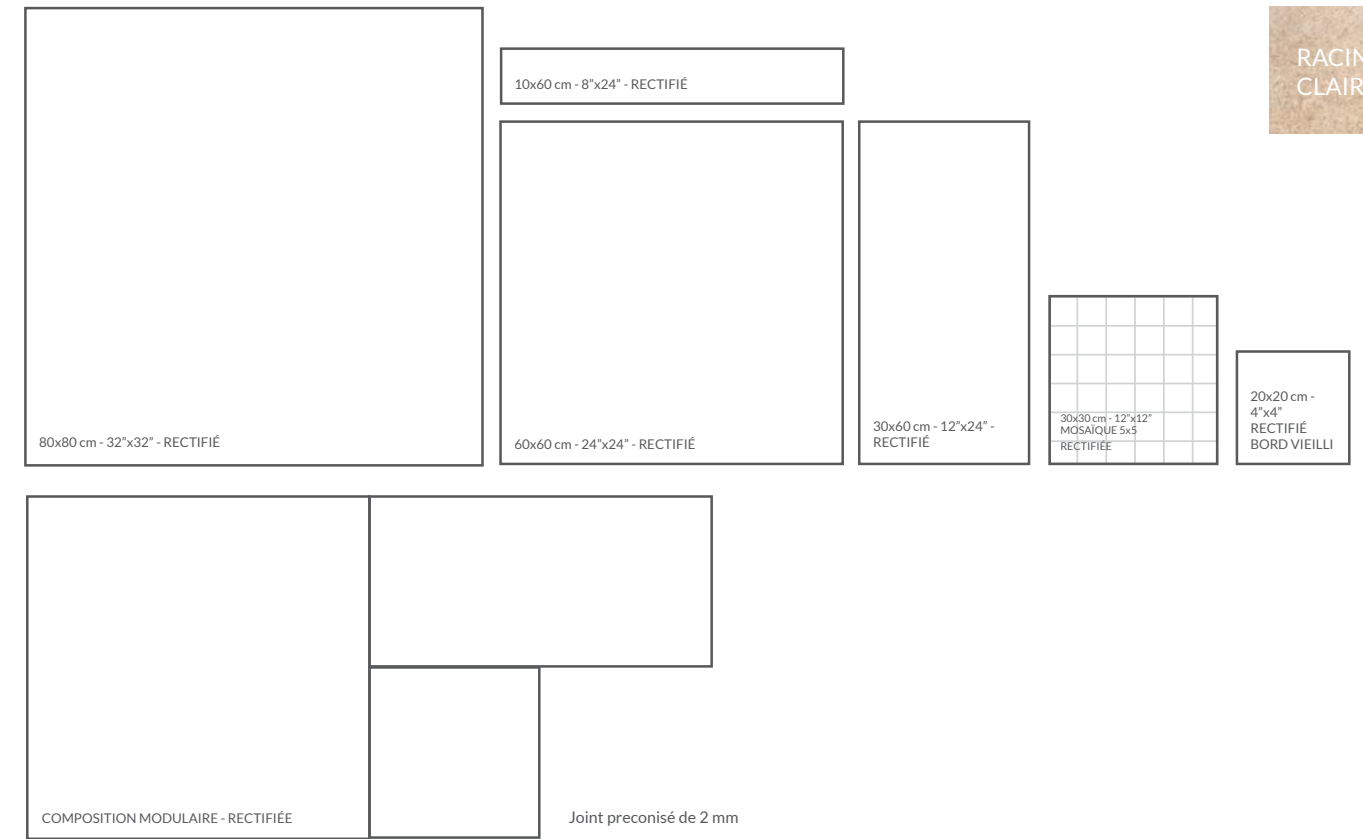 10x60 cm - 8”x24” - RECTIFIÉ
80x80 cm - 32”x32” - RECTIFIÉ
60x60 cm - 24”x24” - RECTIFIÉ
30x60 cm - 12”x24” -
RECTIFIÉ
30x30 cm - 12”x12”
MOSAÏQUE 5x5
RECTIFIÉE
20x20 cm -
4”x4”
RECTIFIÉ
BORD VIEILLI
COMPOSITION MODULAIRE - RECTIFIÉE
Joint preconisé de 2 mm
CLAIR